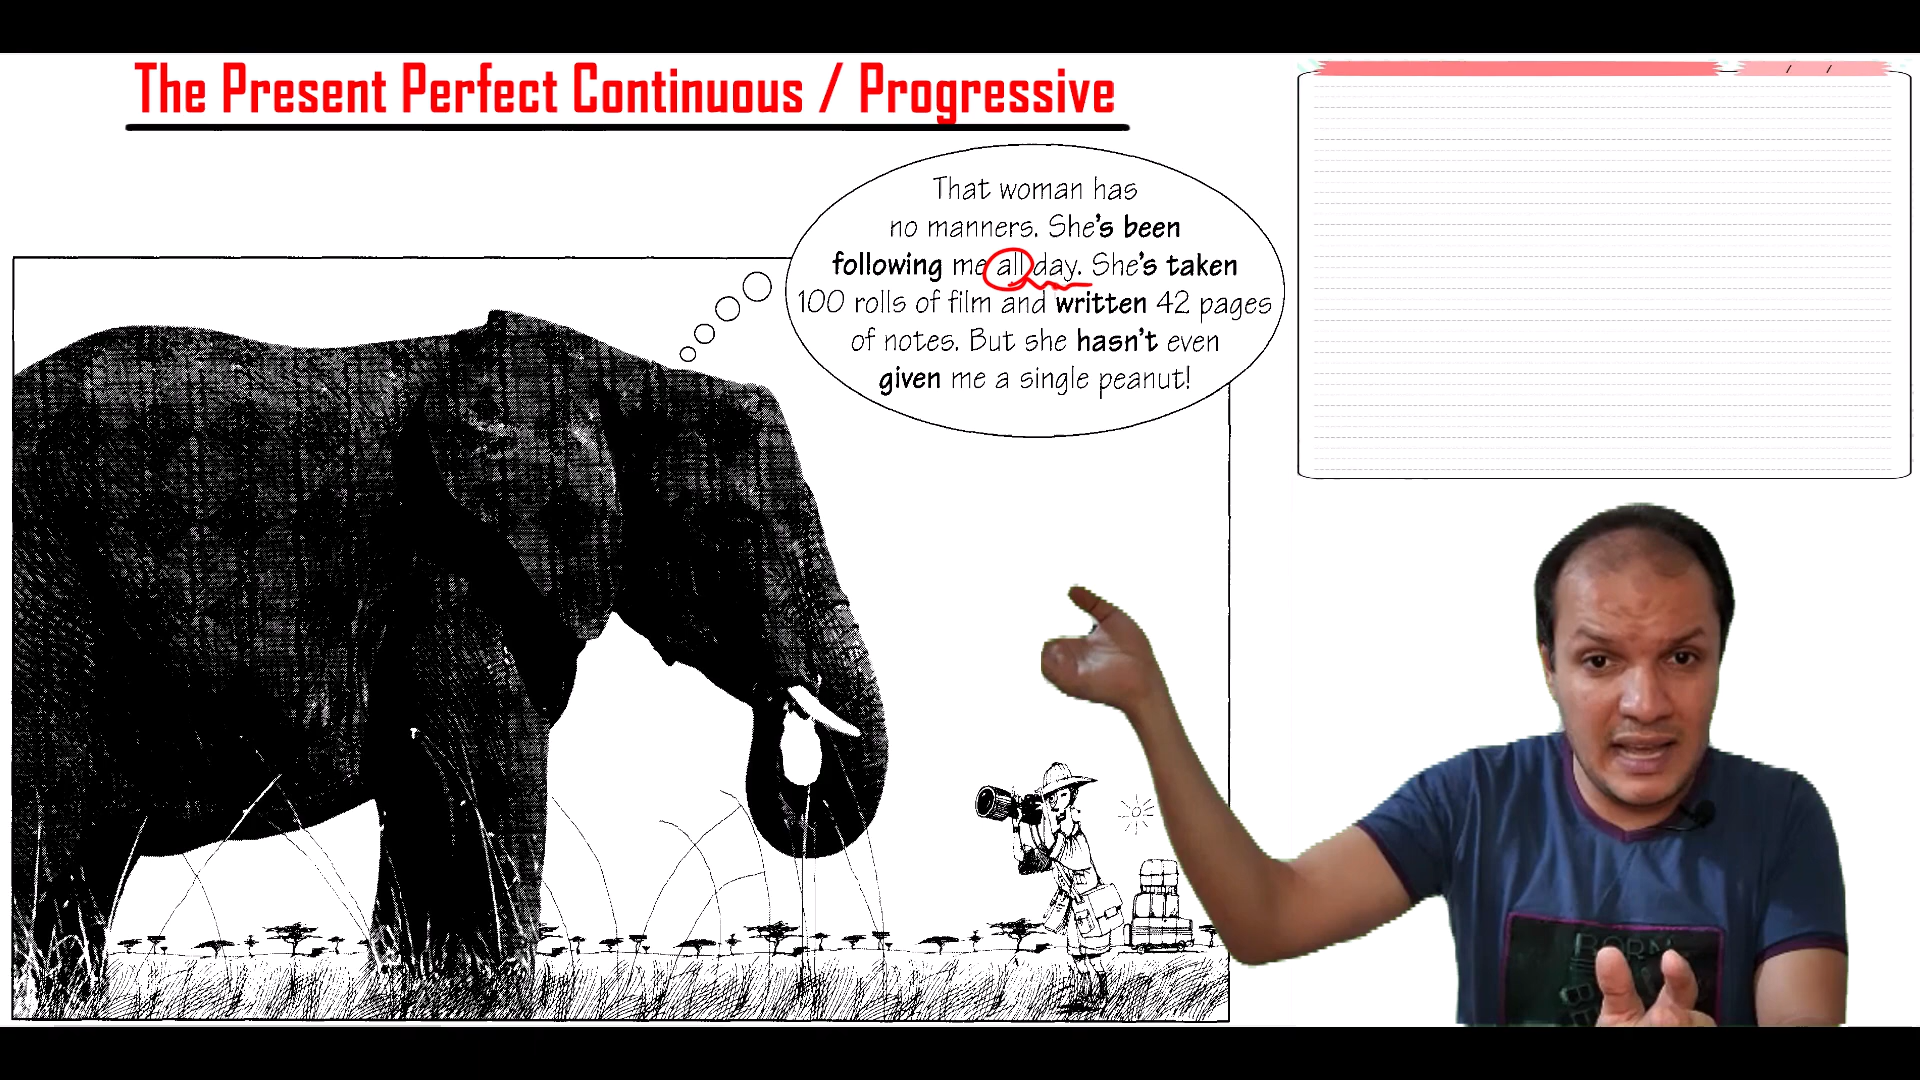 The Present Perfect Continuous / Progressive
That woman has
no manners. She's been
following me all day. She's taken
100 rolls of film and written 42 pages
of notes. But she hasn't even
given me a single peanut!
/ /
BORN